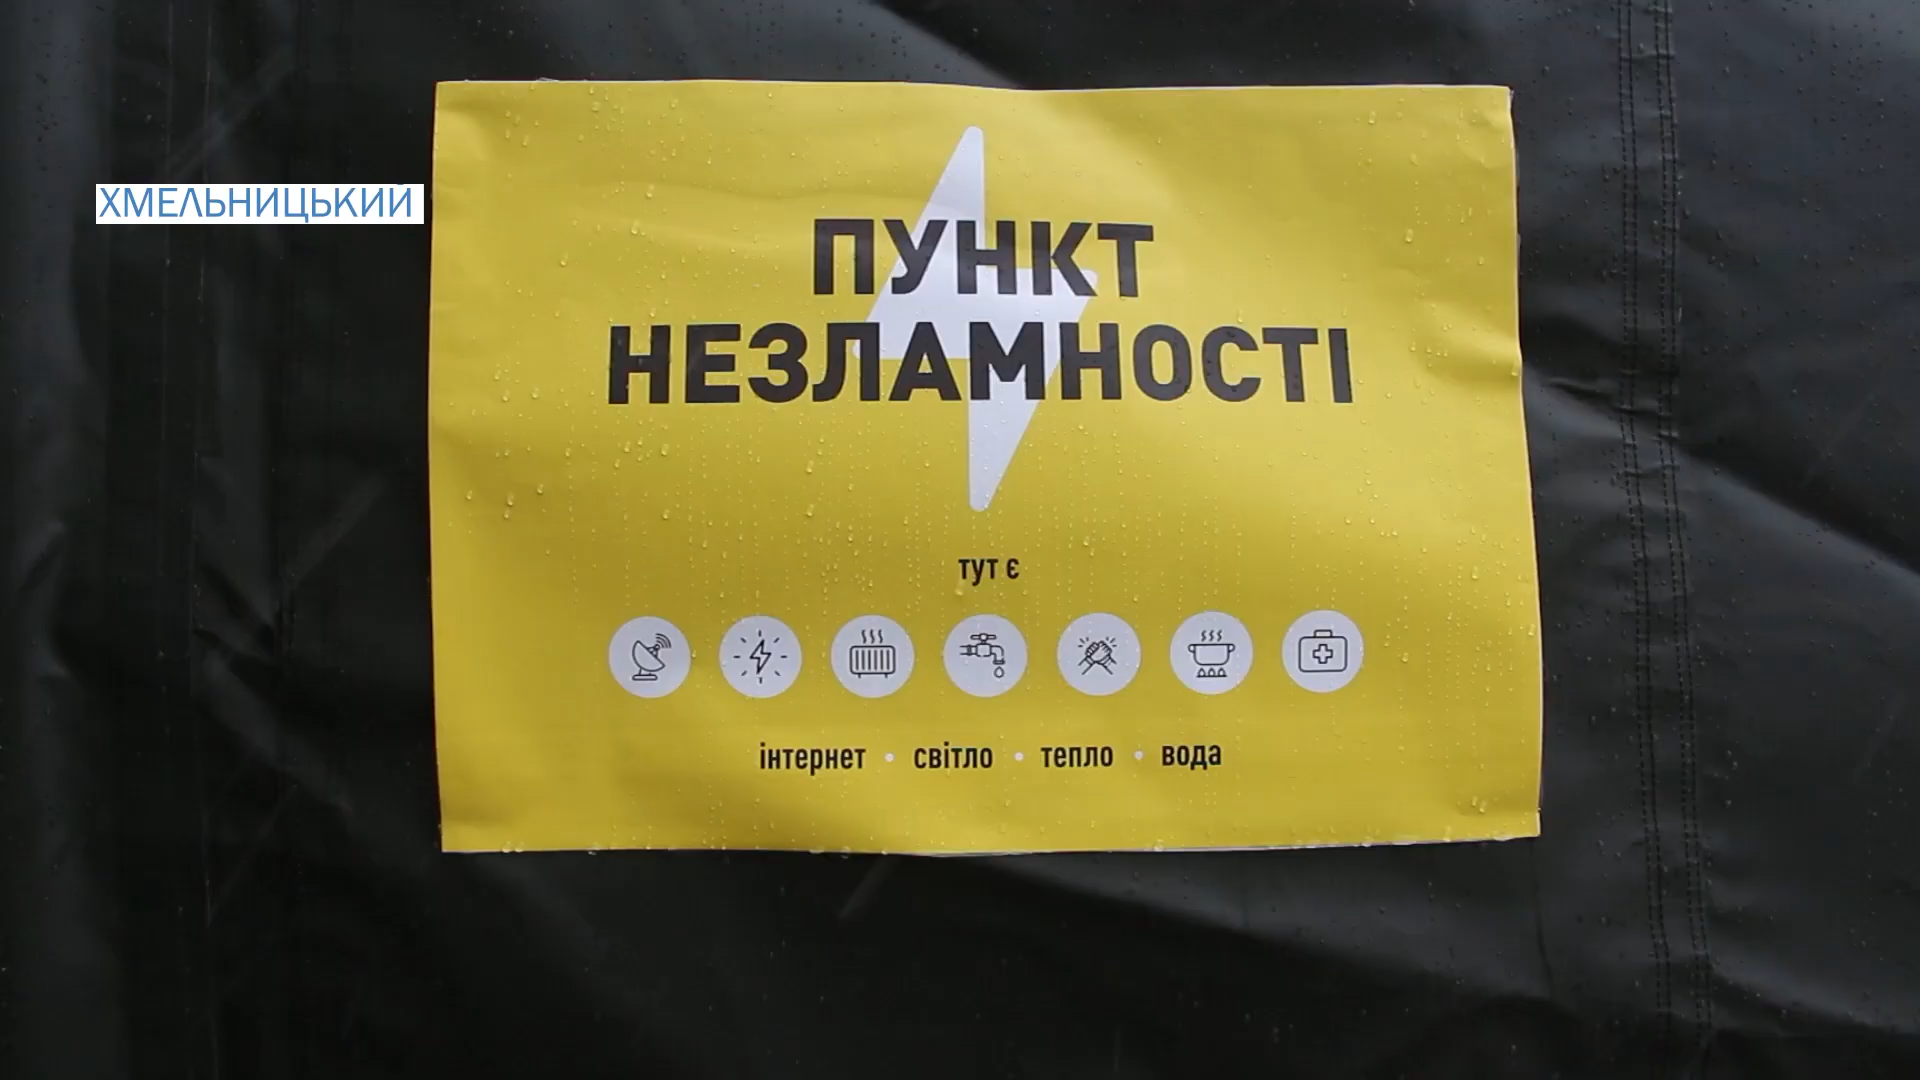 ХМЕЛЬНИЦЬКИЙ
ПУНКТ
НЕЗЛАМНОСТІ
тут є
інтернет • світло • тепло • вода